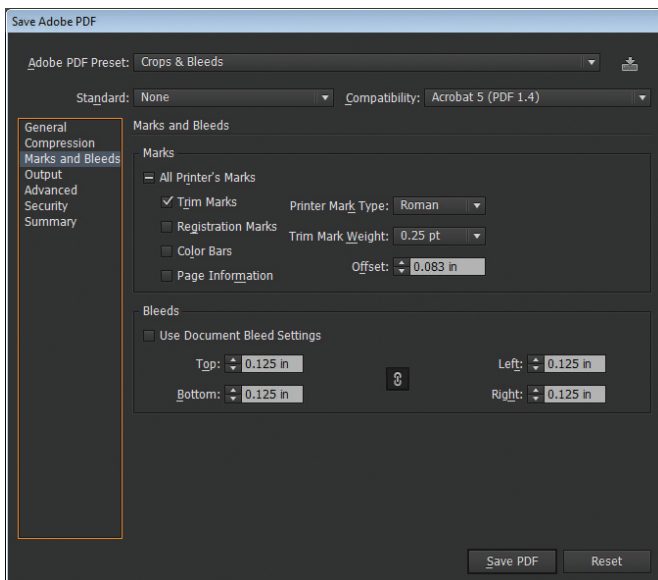 Save Adobe PDF
Adobe PDF Preset: Crops & Bleeds
Standard: None Compatibility: Acrobat 5 (PDF 1.4)
General
Compression
Marks and Bleeds
Output
Advanced
Security
Summary
Marks and Bleeds
Marks
All Printer's Marks
Trim Marks Printer Mark Type: Roman
Registration Marks Trim Mark Weight: 0.25 pt
Color Bars Offset: 0.083 in
Page Information
Bleeds
Use Document Bleed Settings
Top: 0.125 in Left: 0.125 in
Bottom: 0.125 in Right: 0.125 in
Save PDF Reset